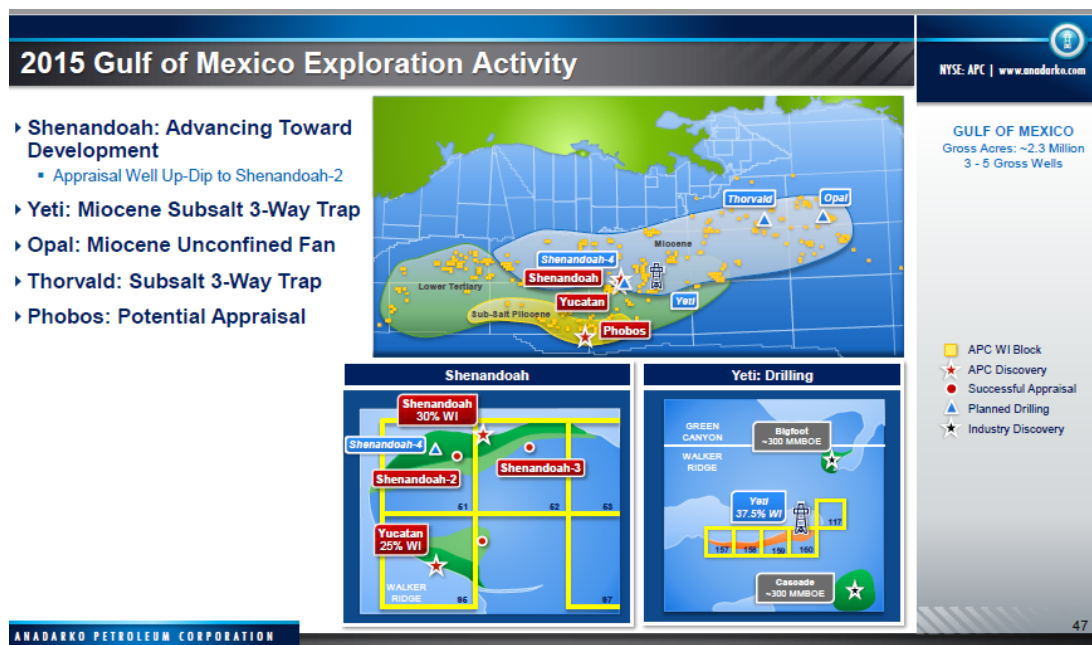 2015 Gulf of Mexico Exploration Activity
NYSE: APC | www.anadarko.com
Shenandoah: Advancing Toward
Development
Appraisal Well Up-Dip to Shenandoah-2
Yeti: Miocene Subsalt 3-Way Trap
Opal: Miocene Unconfined Fan
Thorvald: Subsalt 3-Way Trap
Phobos: Potential Appraisal
Thorvald
Opal
Miocene
Shenandoah-4
Shenandoah
Lower Tertiary
Yucatan
Yeti
Sub-Salt Pliocene
Phobos
GULF OF MEXICO
Gross Acres: ~2.3 Million
3 - 5 Gross Wells
APC WI Block
APC Discovery
Successful Appraisal
Planned Drilling
Industry Discovery
Shenandoah
Shenandoah
30% WI
Shenandoah-4
Shenandoah-3
Shenandoah-2
51
52
53
Yucatan
25% WI
WALKER
RIDGE
96
97
Yeti: Drilling
GREEN
CANYON
Bigfoot
~300 MMBOE
WALKER
RIDGE
Yeti
37.5% WI
117
157
158
159
160
Cascade
~300 MMBOE
ANADARKO PETROLEUM CORPORATION
47